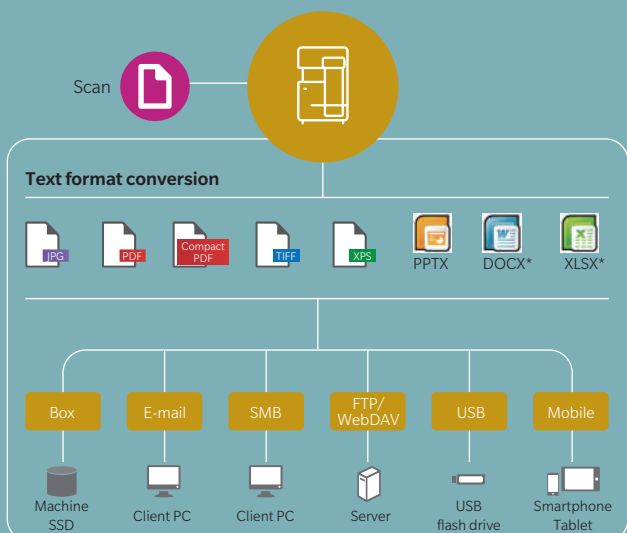 Scan
Text format conversion
JPG
PDF
Compact
PDF
TIFF
XPS
PPTX
DOCX*
XLSX*
Box
E-mail
SMB
FTP/
WebDAV
USB
Mobile
Machine
SSD
Client PC
Client PC
Server
USB
flash drive
Smartphone
Tablet